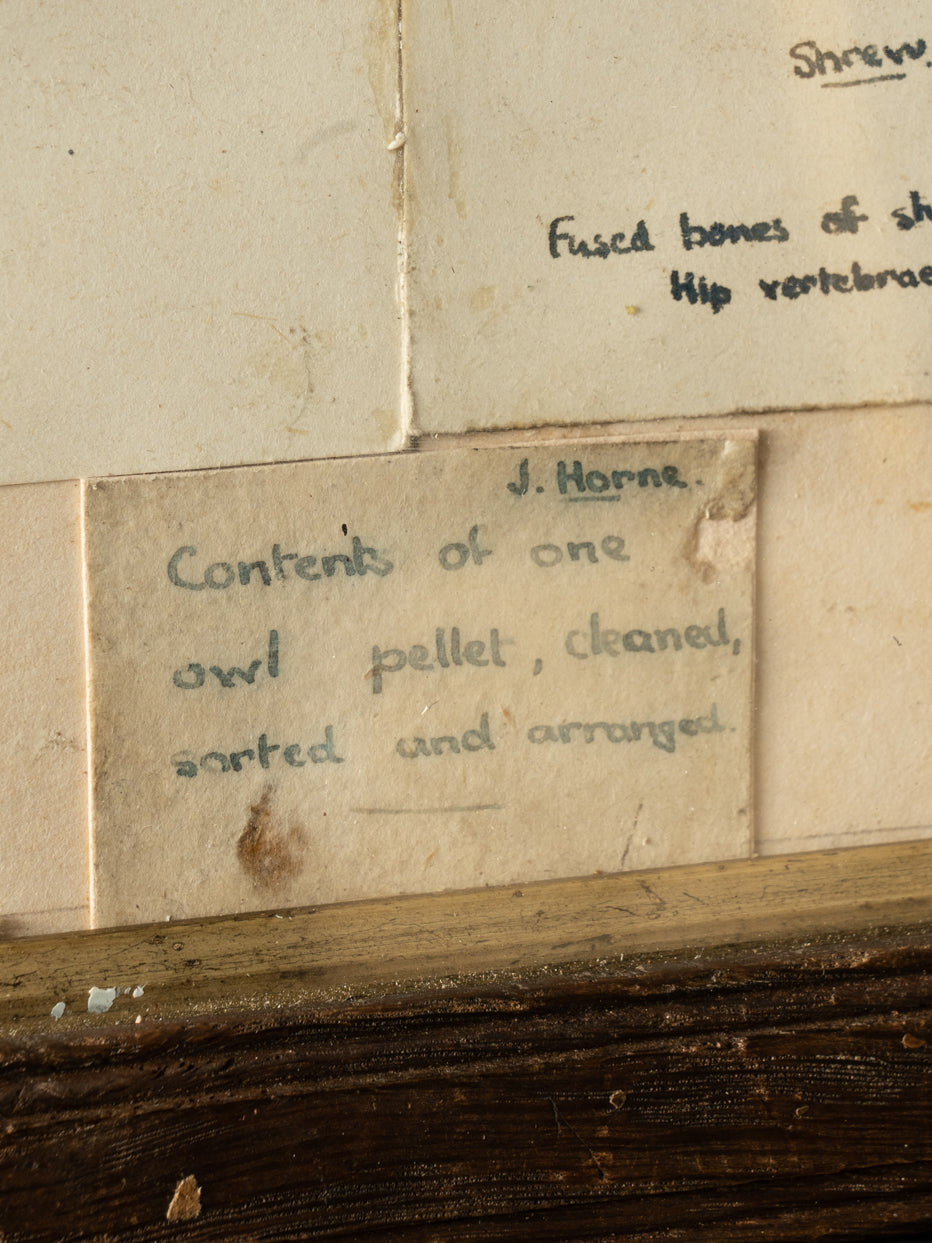 Shrew.
Fused bones of sh
Hip vertebrae
J. Horne.
Contents of one
owl pellet, cleaned,
sorted and arranged.